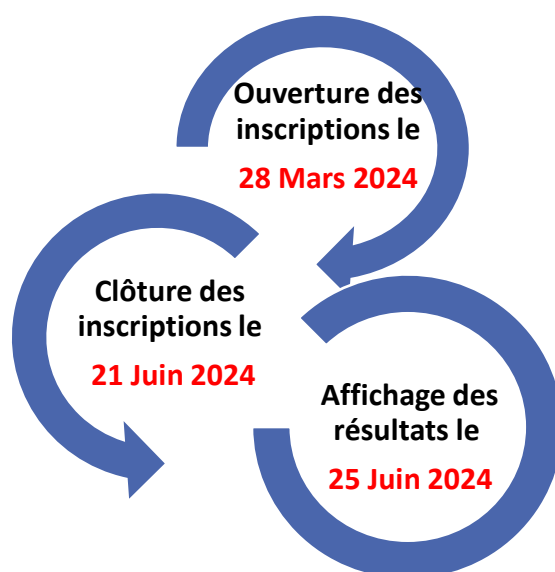 Ouverture des
inscriptions le
28 Mars 2024
Clôture des
inscriptions le
21 Juin 2024
Affichage des
résultats le
25 Juin 2024